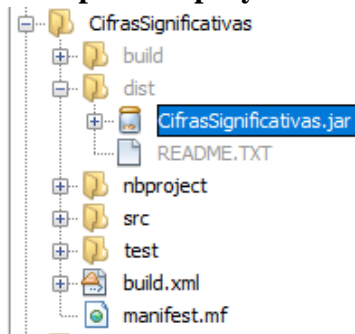 CifrasSignificativas
build
dist
CifrasSignificativas.jar
README.TXT
nbproject
src
test
build.xml
manifest.mf